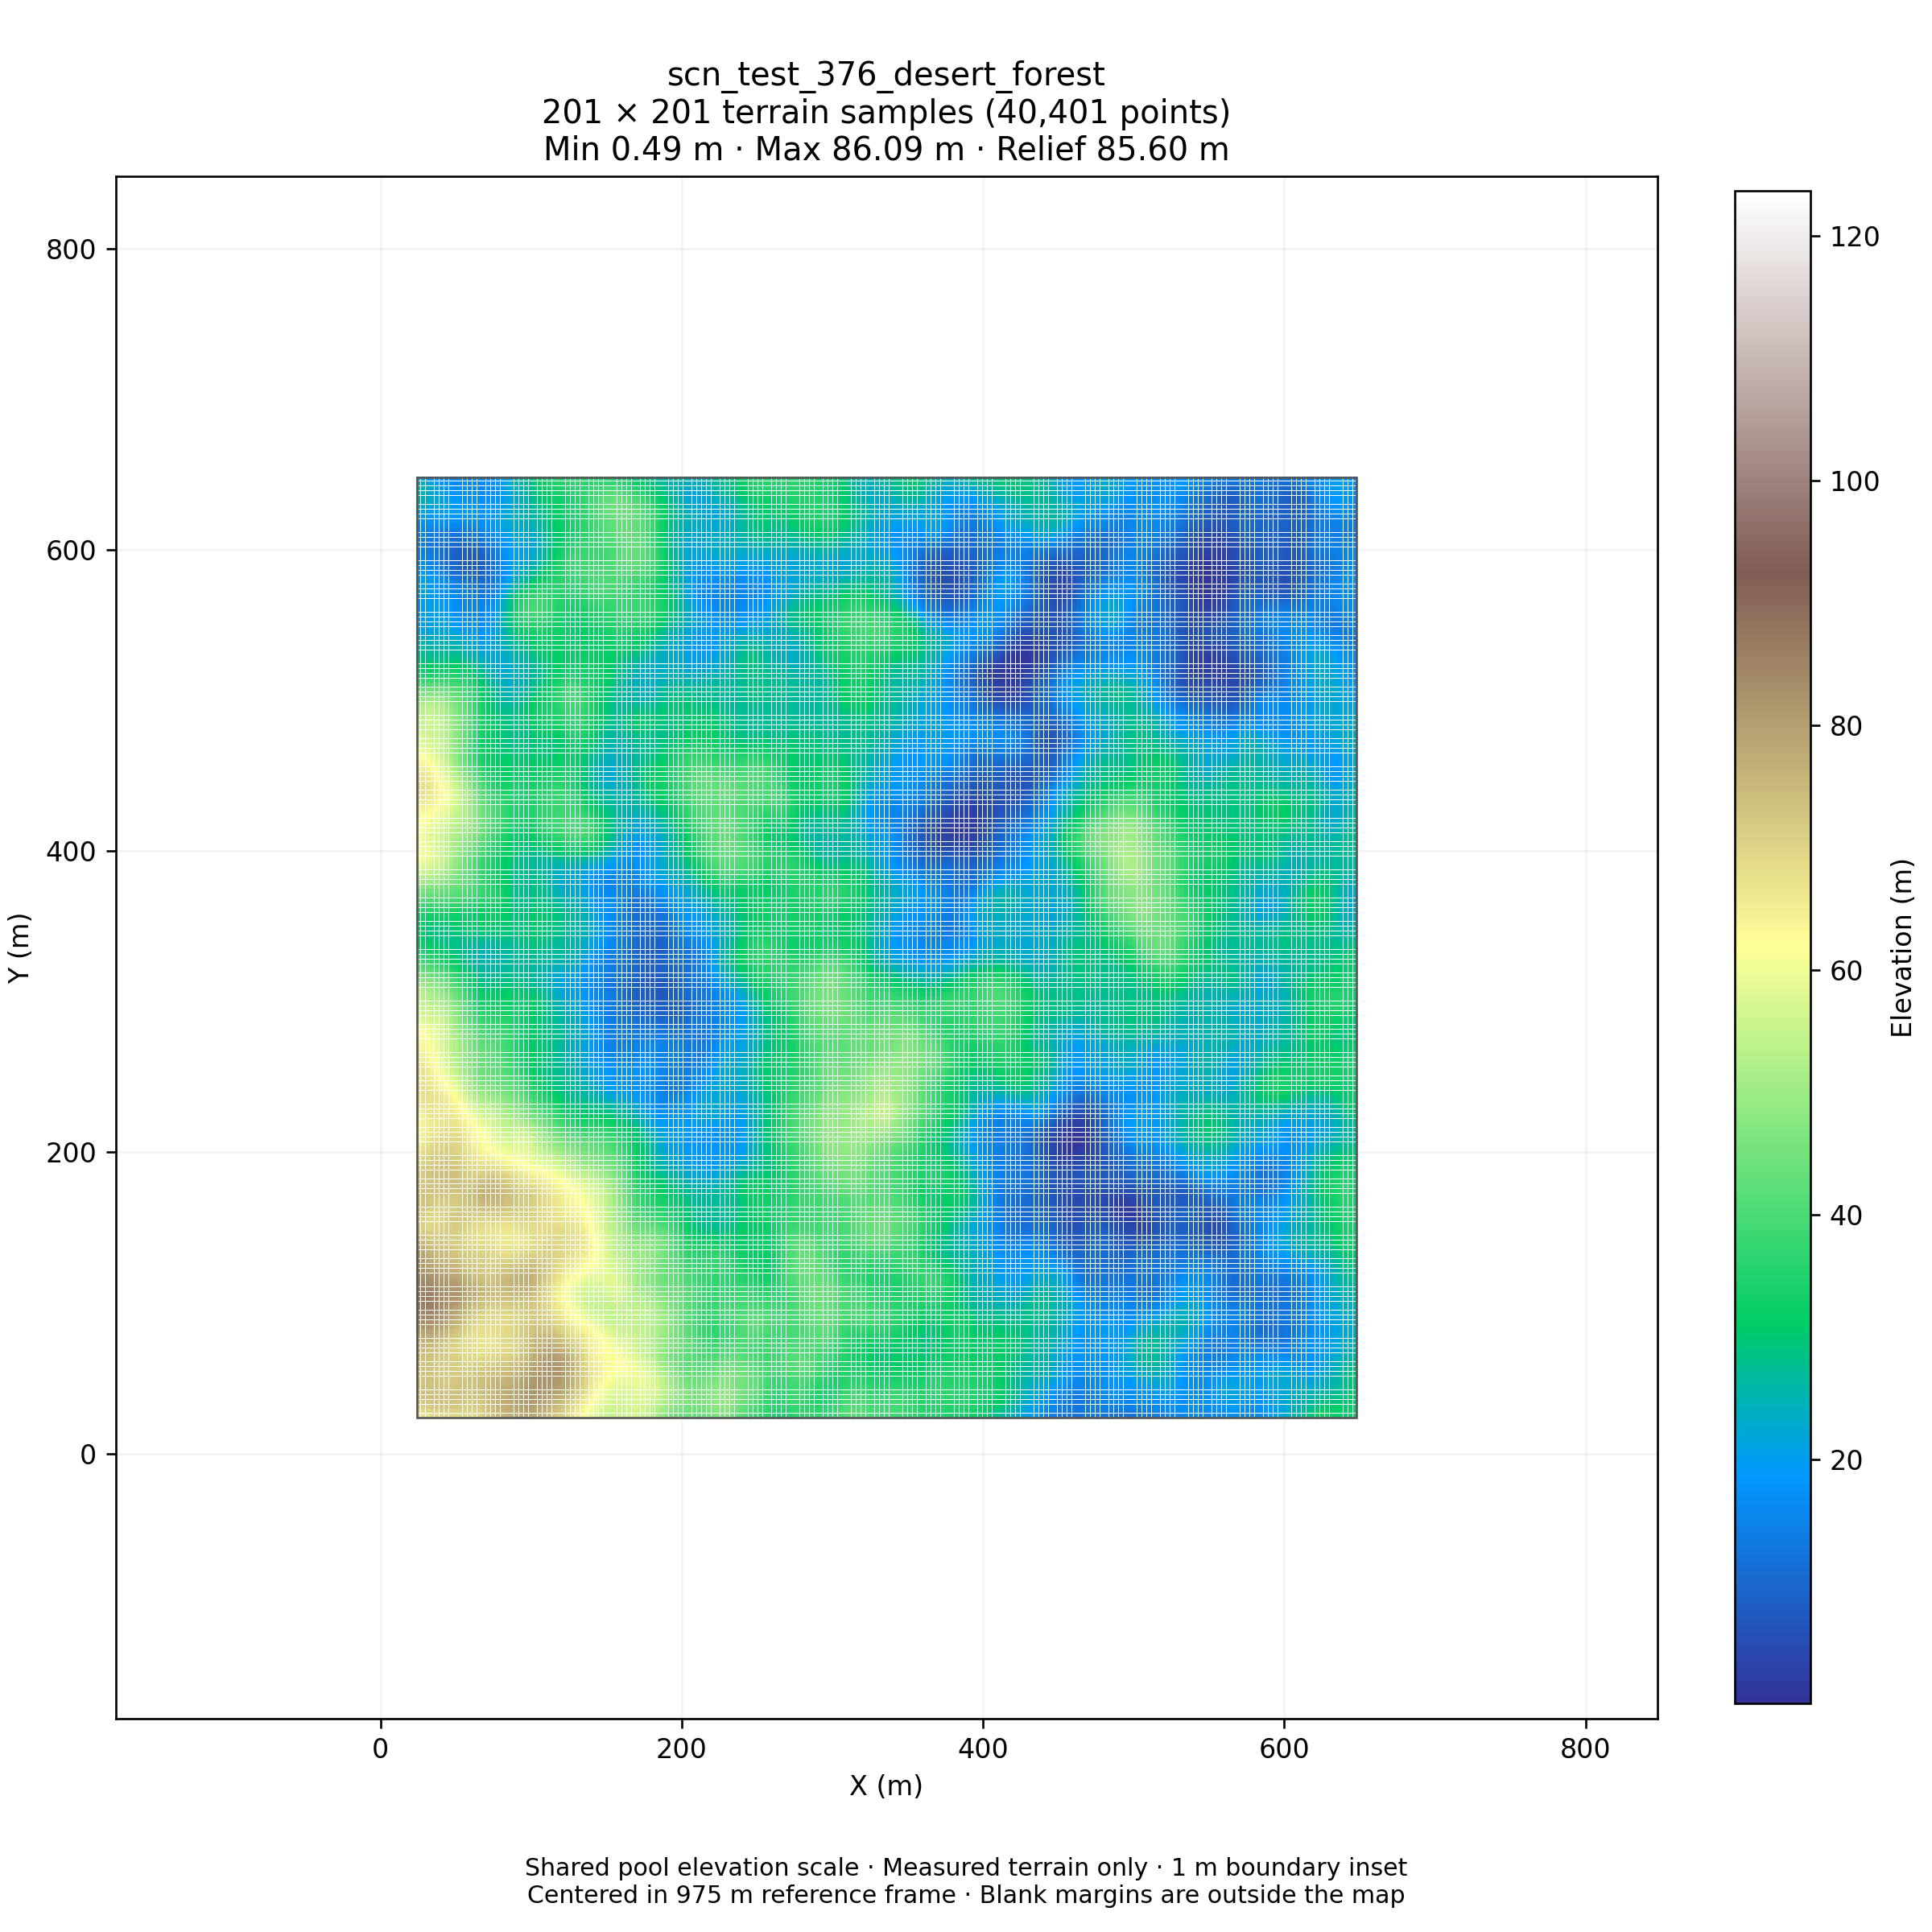 scn_test_376_desert_forest
201 × 201 terrain samples (40,401 points)
Min 0.49 m · Max 86.09 m · Relief 85.60 m
800
600
400
200
0
Y (m)
0
200
400
600
800
X (m)
120
100
80
60
40
20
Elevation (m)
Shared pool elevation scale · Measured terrain only · 1 m boundary inset
Centered in 975 m reference frame · Blank margins are outside the map